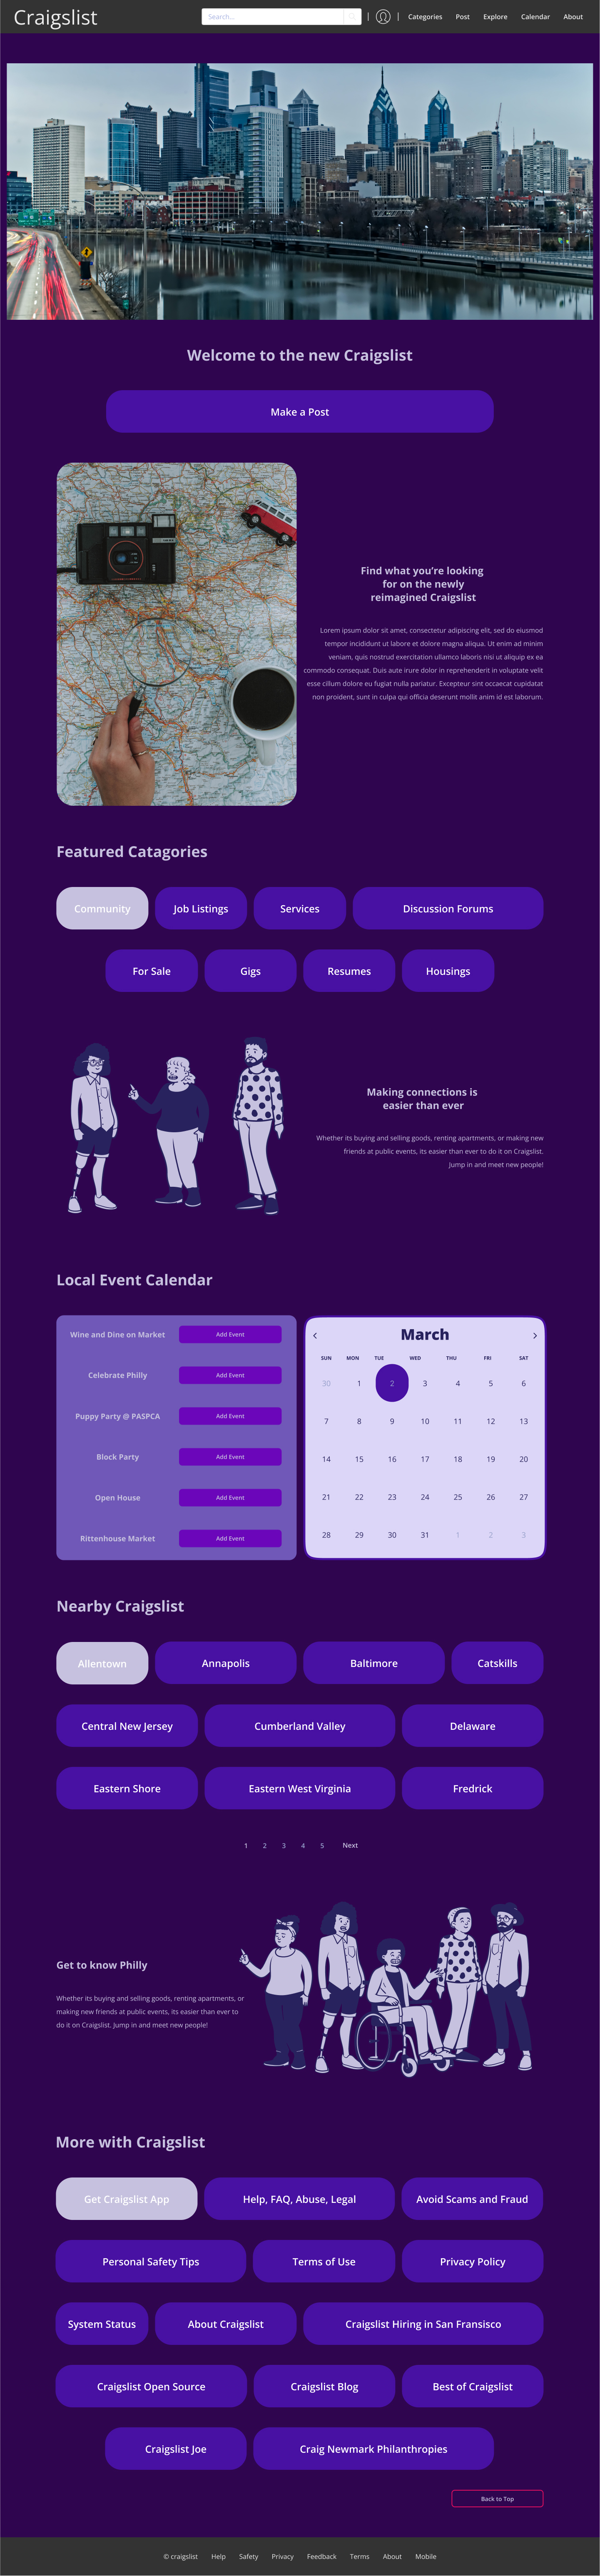 Craigslist
Search...
Categories
Post
Explore
Calendar
About
Welcome to the new Craigslist
Make a Post
Find what you're looking
for on the newly
reimagined Craigslist
Lorem ipsum dolor sit amet, consectetur adipiscing elit, sed do eiusmod
tempor incididunt ut labore et dolore magna aliqua. Ut enim ad minim
veniam, quis nostrud exercitation ullamco laboris nisi ut aliquip ex ea
commodo consequat. Duis aute irure dolor in reprehenderit in voluptate velit
esse cillum dolore eu fugiat nulla pariatur. Excepteur sint occaecat cupidatat
non proident, sunt in culpa qui officia deserunt mollit anim id est laborum.
Featured Catagories
Community
Job Listings
Services
Discussion Forums
For Sale
Gigs
Resumes
Housings
Making connections is
easier than ever
Whether its buying and selling goods, renting apartments, or making new
friends at public events, its easier than ever to do it on Craigslist.
Jump in and meet new people!
Local Event Calendar
Wine and Dine on Market
Add Event
Celebrate Philly
Add Event
Puppy Party @ PASPCA
Add Event
Block Party
Add Event
Open House
Add Event
Rittenhouse Market
Add Event
March
SUN MON TUE WED THU FRI SAT
30 1 2 3 4 5 6
7 8 9 10 11 12 13
14 15 16 17 18 19 20
21 22 23 24 25 26 27
28 29 30 31 1 2 3
Nearby Craigslist
Allentown
Annapolis
Baltimore
Catskills
Central New Jersey
Cumberland Valley
Delaware
Eastern Shore
Eastern West Virginia
Fredrick
1 2 3 4 5 Next
Get to know Philly
Whether its buying and selling goods, renting apartments, or
making new friends at public events, its easier than ever to
do it on Craigslist. Jump in and meet new people!
More with Craigslist
Get Craigslist App
Help, FAQ, Abuse, Legal
Avoid Scams and Fraud
Personal Safety Tips
Terms of Use
Privacy Policy
System Status
About Craigslist
Craigslist Hiring in San Fransisco
Craigslist Open Source
Craigslist Blog
Best of Craigslist
Craigslist Joe
Craig Newmark Philanthropies
Back to Top
© craigslist
Help
Safety
Privacy
Feedback
Terms
About
Mobile